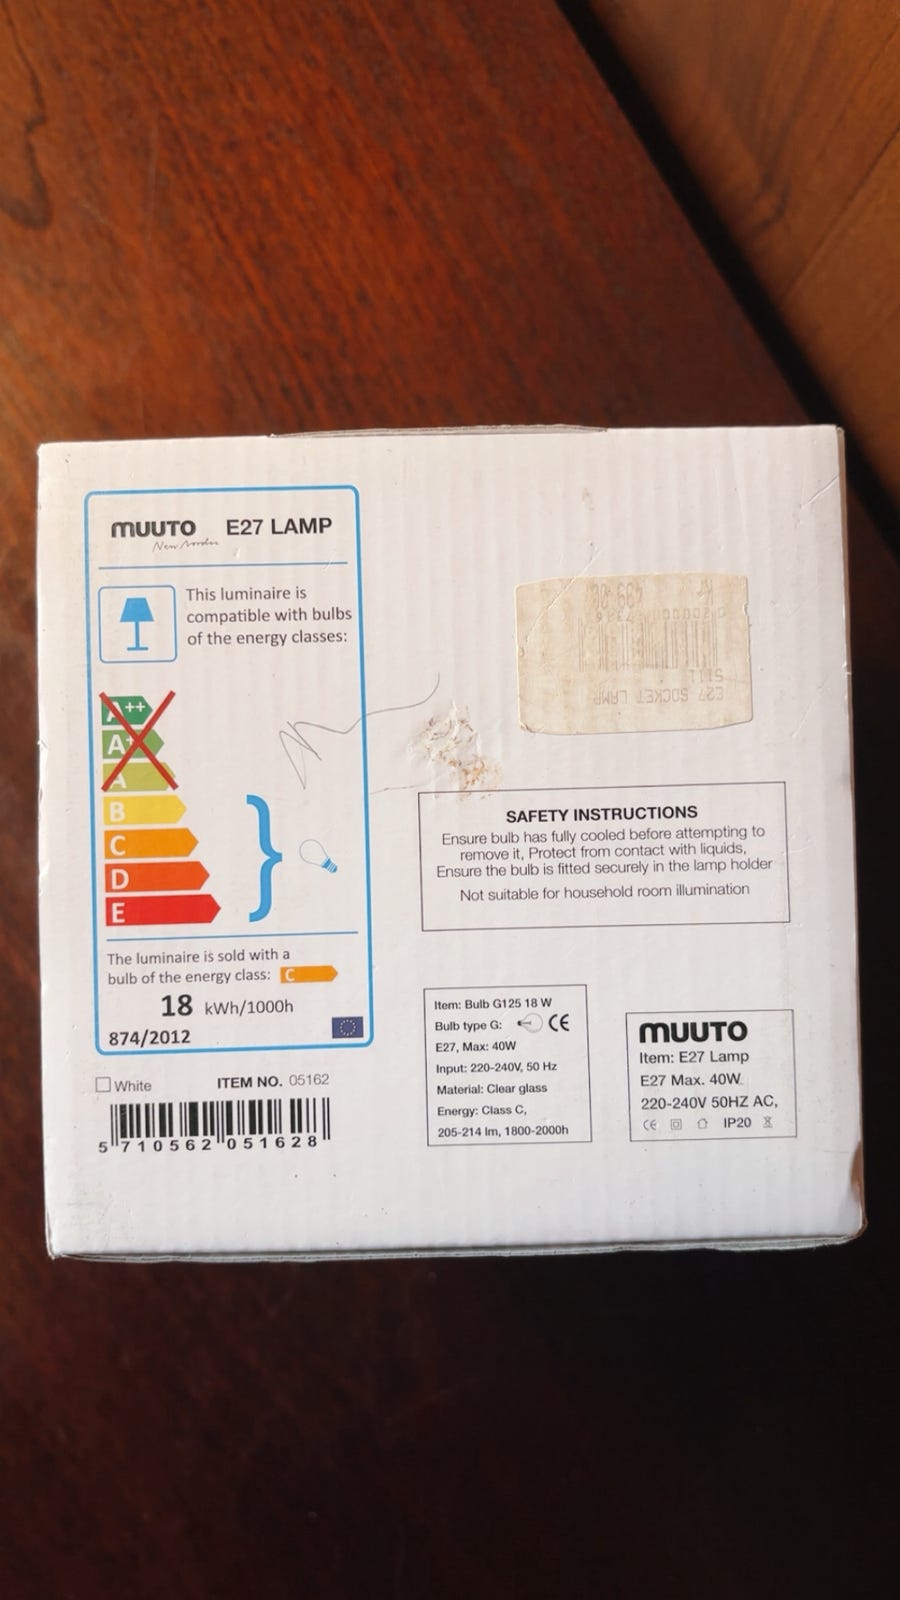 muuto E27 LAMP
New Nordic
This luminaire is
compatible with bulbs
of the energy classes:
A++
A+
A
B
C
D
E
The luminaire is sold with a
bulb of the energy class: C
18 kWh/1000h
874/2012
White ITEM NO. 05162
5 710562 051628
E27 SOCKET LAMP
SAFETY INSTRUCTIONS
Ensure bulb has fully cooled before attempting to
remove it, Protect from contact with liquids,
Ensure the bulb is fitted securely in the lamp holder
Not suitable for household room illumination
Item: Bulb G125 18 W
Bulb type G: CE
E27, Max: 40W
Input: 220-240V, 50 Hz
Material: Clear glass
Energy: Class C,
205-214 lm, 1800-2000h
muuto
Item: E27 Lamp
E27 Max. 40W
220-240V 50HZ AC,
CE IP20